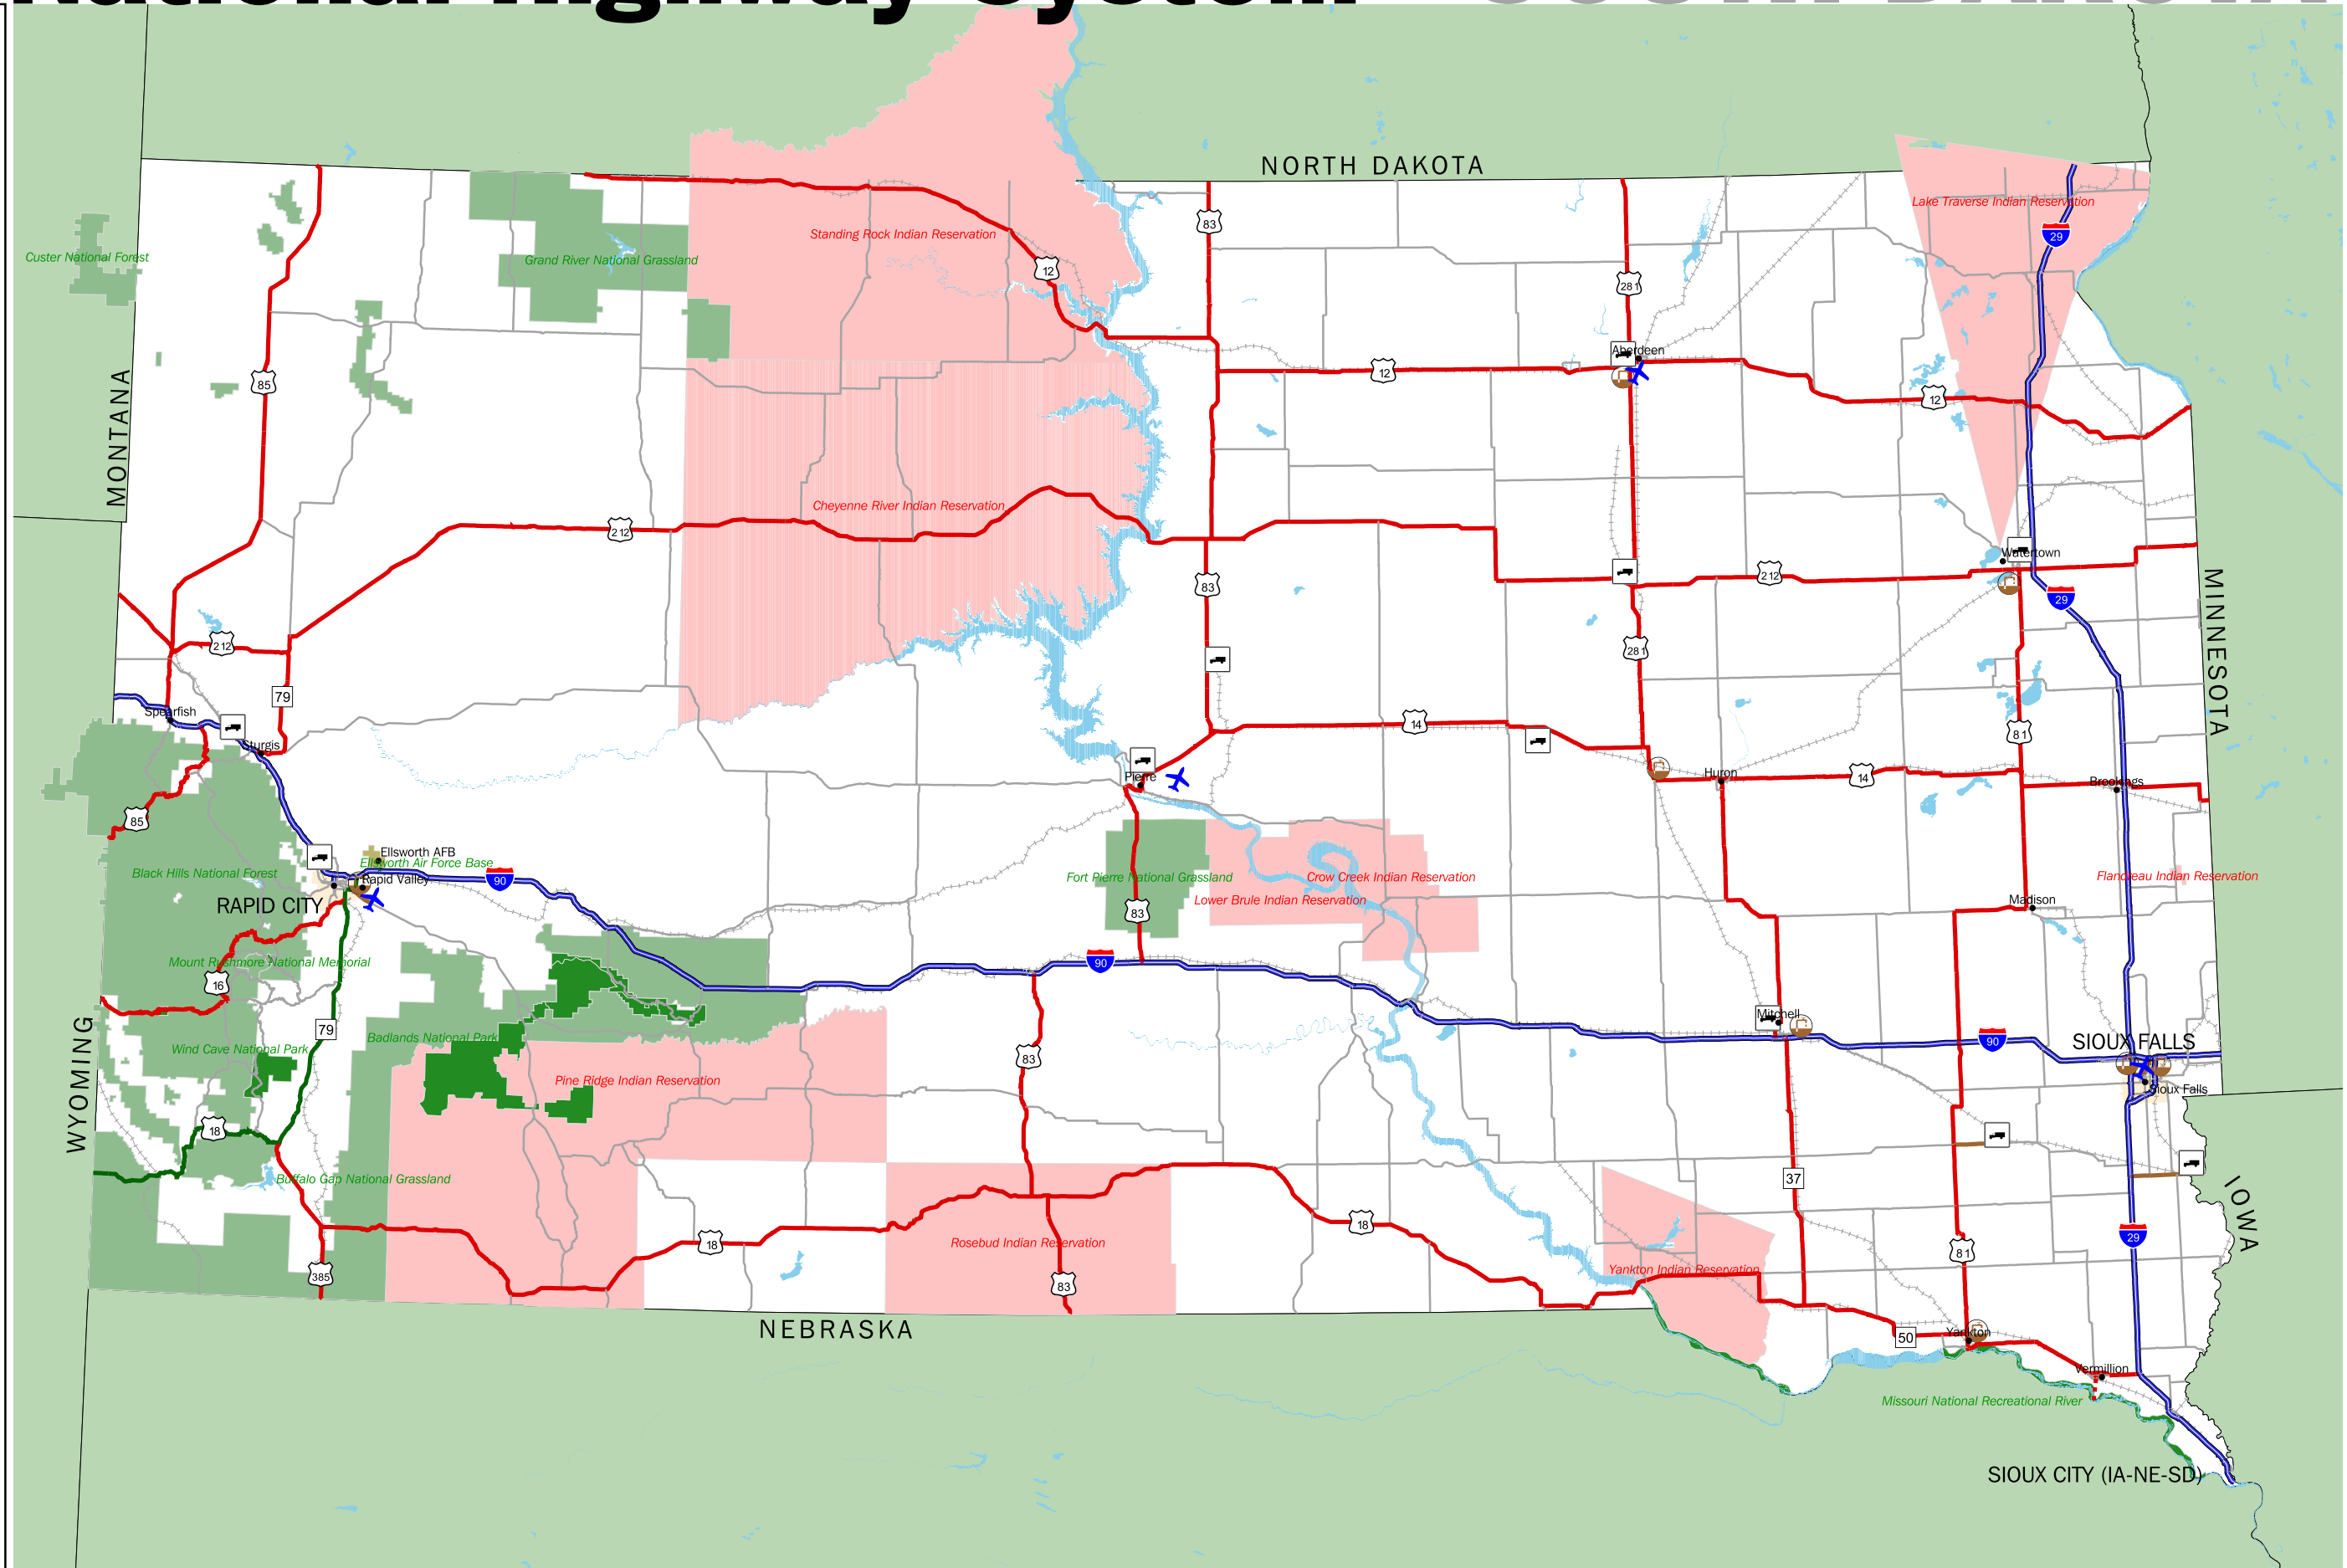 National Highway System
SOUTH DAKOTA
NORTH DAKOTA
Lake Traverse Indian Reservation
83
Standing Rock Indian Reservation
29
Custer National Forest
Grand River National Grassland
12
281
Aberdeen
85
12
12
MONTANA
Cheyenne River Indian Reservation
212
Watertown
212
83
29
MINNESOTA
212
281
79
Spearfish
14
81
Sturgis
Pierre
Huron
14
Brookings
85
Ellsworth AFB
Ellsworth Air Force Base
Black Hills National Forest
Rapid Valley
90
Fort Pierre National Grassland
Crow Creek Indian Reservation
Flandreau Indian Reservation
RAPID CITY
Lower Brule Indian Reservation
Madison
83
Mount Rushmore National Memorial
90
16
Mitchell
79
WYOMING
Badlands National Park
90
SIOUX FALLS
Wind Cave National Park
83
Pine Ridge Indian Reservation
Sioux Falls
18
Buffalo Gap National Grassland
37
IOWA
18
18
29
Rosebud Indian Reservation
81
Yankton Indian Reservation
385
83
NEBRASKA
50
Yankton
Vermillion
Missouri National Recreational River
SIOUX CITY (IA-NE-SD)